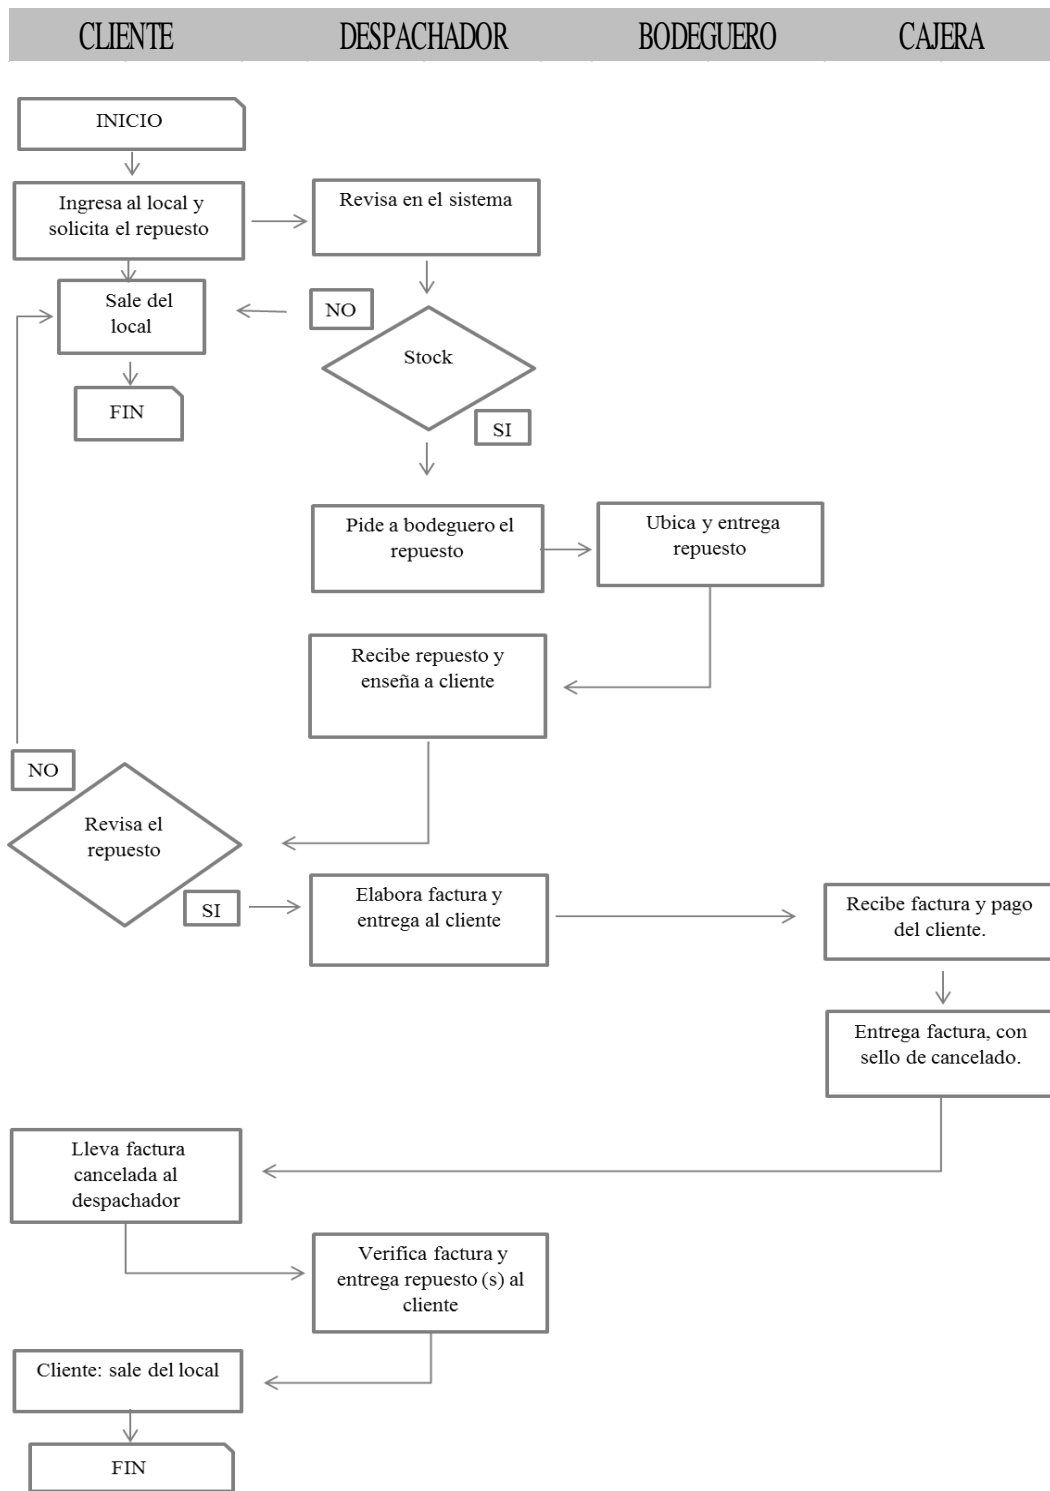 CLIENTE DESPACHADOR BODEGUERO CAJERA
INICIO
Ingresa al local y
solicita el repuesto
Revisa en el sistema
Sale del
local
NO
Stock
FIN
SI
Pide a bodeguero el
repuesto
Ubica y entrega
repuesto
Recibe repuesto y
enseña a cliente
NO
Revisa el
repuesto
SI
Elabora factura y
entrega al cliente
Recibe factura y pago
del cliente.
Entrega factura, con
sello de cancelado.
Lleva factura
cancelada al
despachador
Verifica factura y
entrega repuesto (s) al
cliente
Cliente: sale del local
FIN